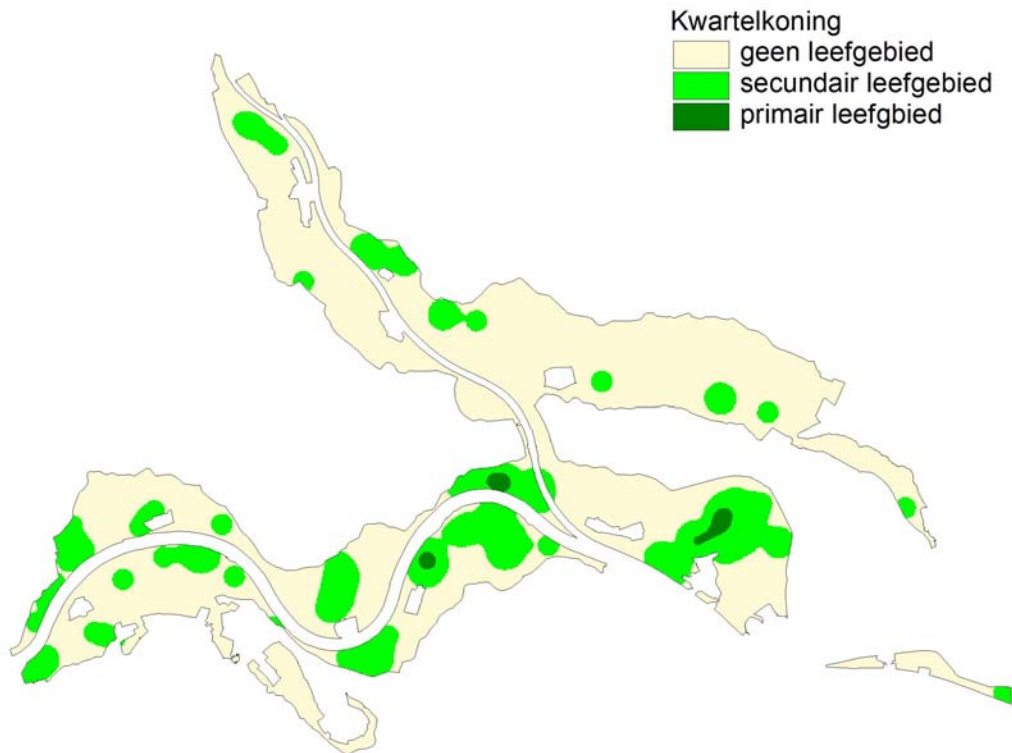 Kwartelkoning
geen leefgebied
secundair leefgebied
primair leefgbied